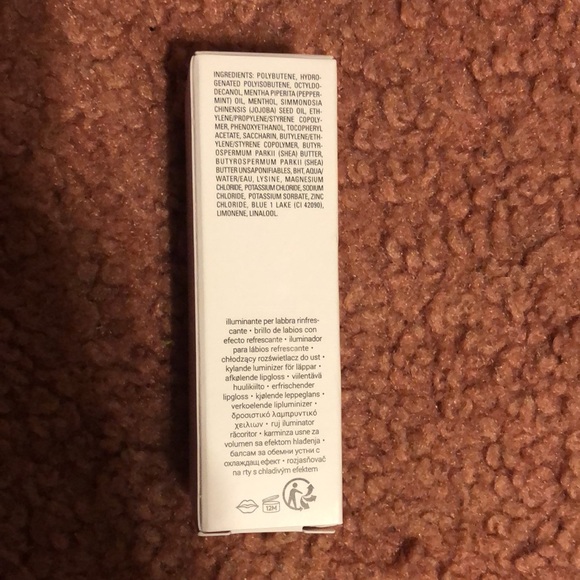 INGREDIENTS: POLYBUTENE, HYDRO-
GENATED POLYISOBUTENE, OCTYLDO-
DECANOL, MENTHA PIPERITA (PEPPER-
MINT) OIL, MENTHOL, SIMMONDSIA
CHINENSIS (JOJOBA) SEED OIL, ETH-
YLENE/PROPYLENE/STYRENE COPOLY-
MER, PHENOXYETHANOL, TOCOPHERYL
ACETATE, SACCHARIN, BUTYLENE/ETH-
YLENE/STYRENE COPOLYMER, BUTYR-
OSPERMUM PARKII (SHEA) BUTTER,
BUTYROSPERMUM PARKII (SHEA)
BUTTER UNSAPONIFIABLES, BHT, AQUA/
WATER/EAU, LYSINE, MAGNESIUM
CHLORIDE, POTASSIUM CHLORIDE, SODIUM
CHLORIDE, POTASSIUM SORBATE, ZINC
CHLORIDE, BLUE 1 LAKE (CI 42090),
LIMONENE, LINALOOL.
illuminante per labbra rinfres-
cante • brillo de labios con
efecto refrescante • iluminador
para lábios refrescante •
chłodzący rozświetlacz do ust •
kylande luminizer för läppar •
afkølende lipgloss • viilentävä
huulikiilto • erfrischender
lipgloss • kjølende leppeglans •
verkoelende lipluminizer •
δροσιστικό λαμπρυντικό
χειλιων • ruj iluminator
răcoritor • karminza usne za
volumen sa efektom hlađenja •
балсам за обемни устни с
охлаждащ ефект • rozjasňovač
na rty s chladivým efektem
12M